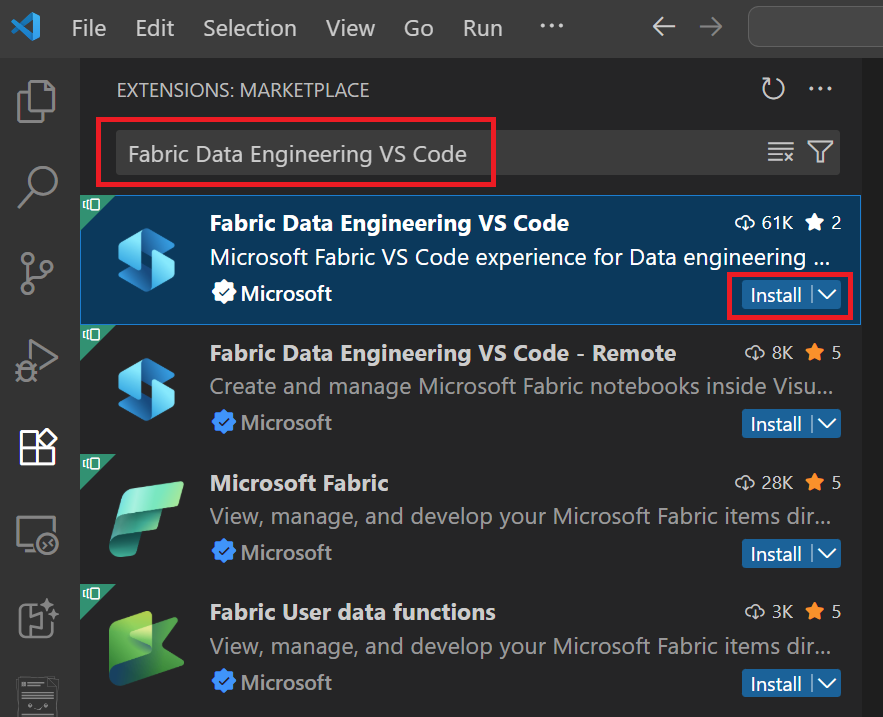 File Edit Selection View Go Run ···
EXTENSIONS: MARKETPLACE
Fabric Data Engineering VS Code
Fabric Data Engineering VS Code 61K 2
Microsoft Fabric VS Code experience for Data engineering ...
Microsoft Install
Fabric Data Engineering VS Code - Remote 8K 5
Create and manage Microsoft Fabric notebooks inside Visu...
Microsoft Install
Microsoft Fabric 28K 5
View, manage, and develop your Microsoft Fabric items dir...
Microsoft Install
Fabric User data functions 3K 5
View, manage, and develop your Microsoft Fabric items dir...
Microsoft Install